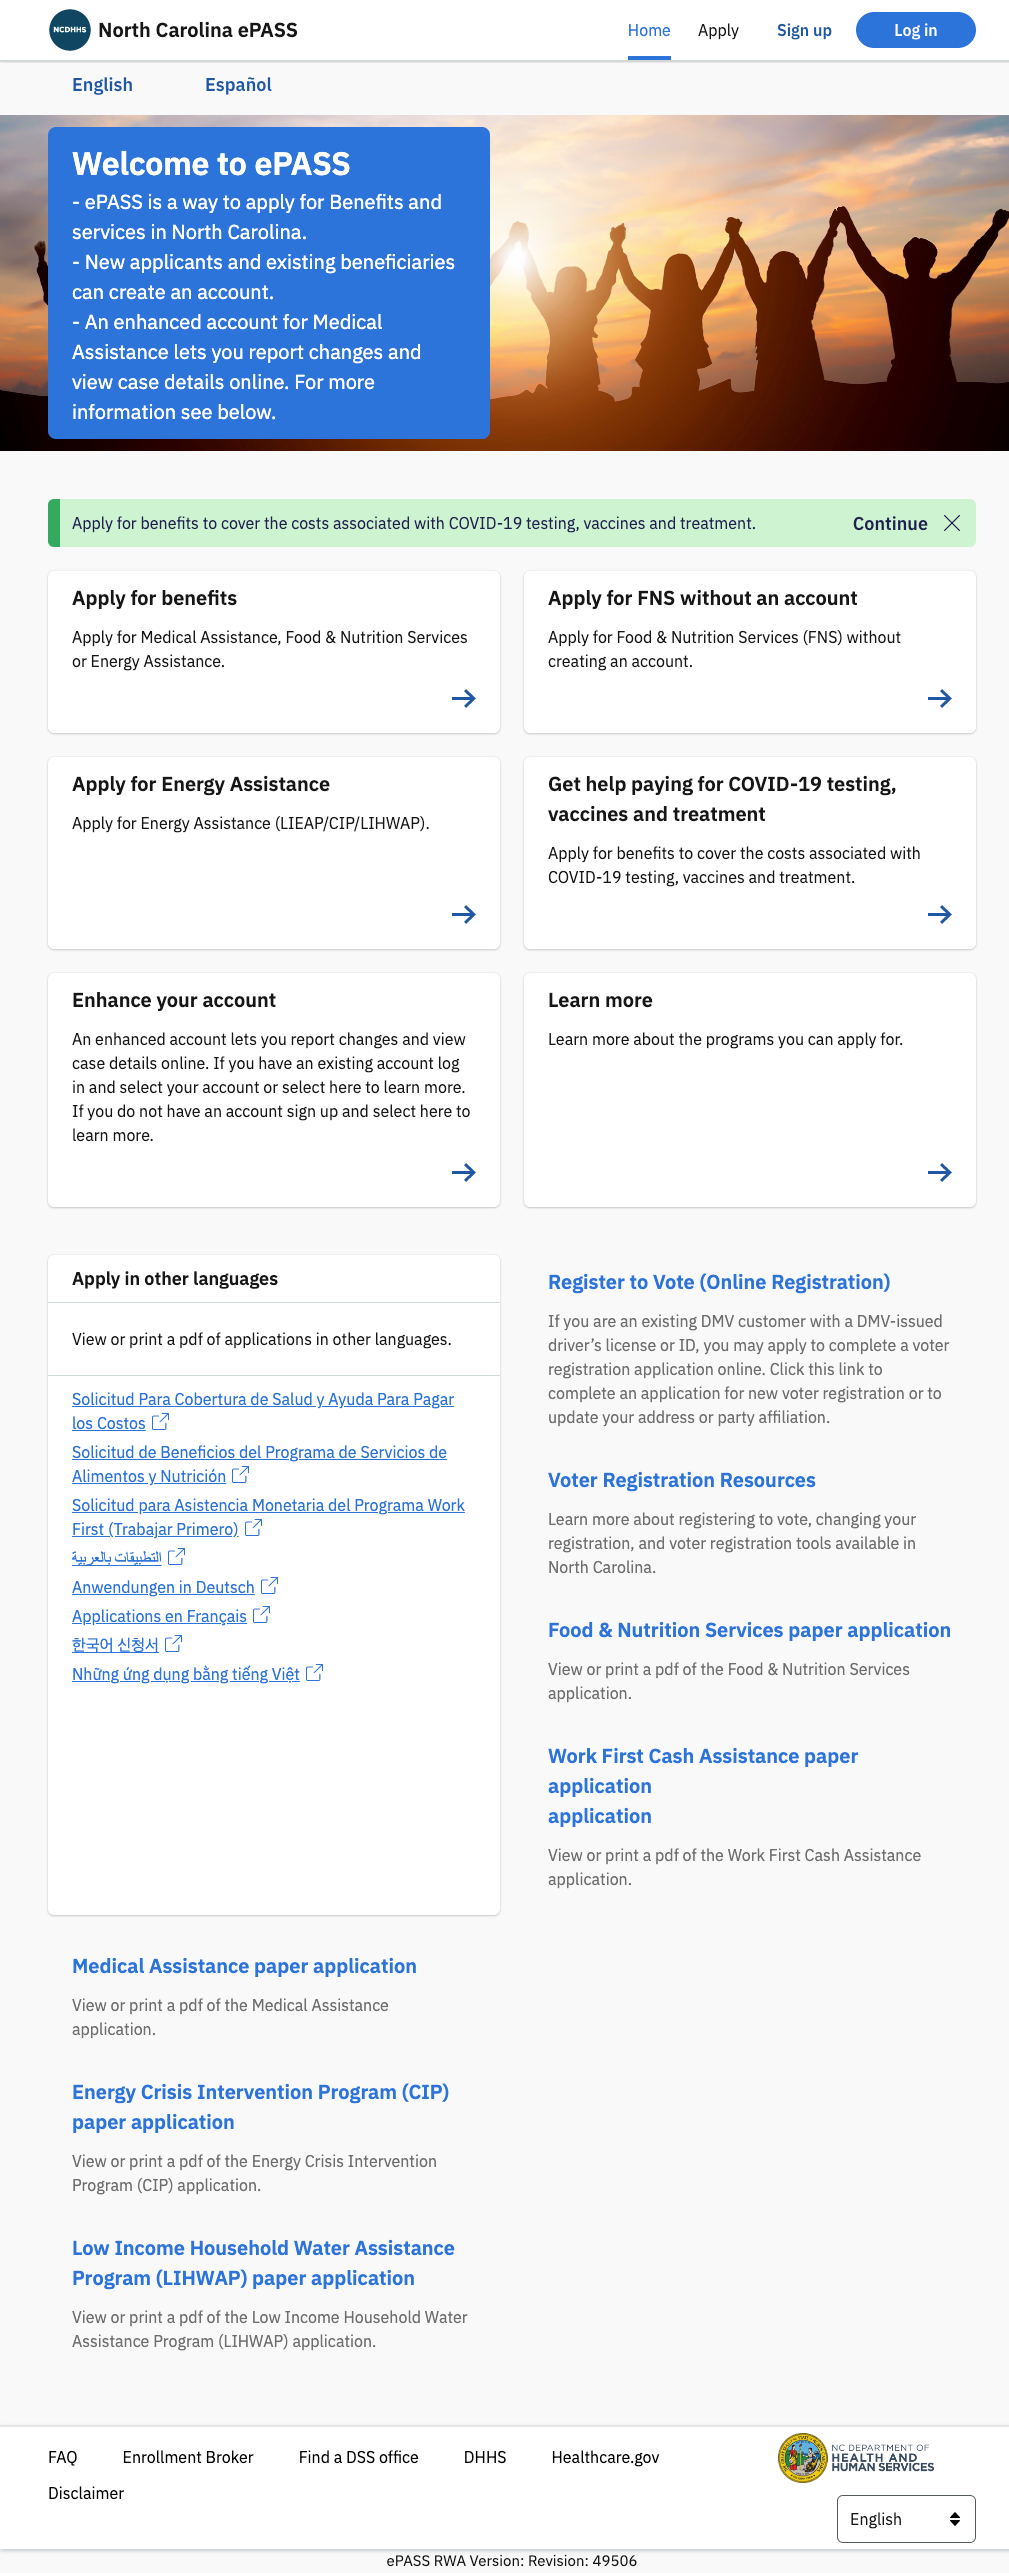 NCDHHS
North Carolina ePASS
Home
Apply
Sign up
Log in
English
Español
Welcome to ePASS
- ePASS is a way to apply for Benefits and
services in North Carolina.
- New applicants and existing beneficiaries
can create an account.
- An enhanced account for Medical
Assistance lets you report changes and
view case details online. For more
information see below.
Apply for benefits to cover the costs associated with COVID-19 testing, vaccines and treatment.
Continue
Apply for benefits
Apply for Medical Assistance, Food & Nutrition Services
or Energy Assistance.
Apply for FNS without an account
Apply for Food & Nutrition Services (FNS) without
creating an account.
Apply for Energy Assistance
Apply for Energy Assistance (LIEAP/CIP/LIHWAP).
Get help paying for COVID-19 testing,
vaccines and treatment
Apply for benefits to cover the costs associated with
COVID-19 testing, vaccines and treatment.
Enhance your account
An enhanced account lets you report changes and view
case details online. If you have an existing account log
in and select your account or select here to learn more.
If you do not have an account sign up and select here to
learn more.
Learn more
Learn more about the programs you can apply for.
Apply in other languages
View or print a pdf of applications in other languages.
Solicitud Para Cobertura de Salud y Ayuda Para Pagar
los Costos
Solicitud de Beneficios del Programa de Servicios de
Alimentos y Nutrición
Solicitud para Asistencia Monetaria del Programa Work
First (Trabajar Primero)
التطبيقات بالعربية
Anwendungen in Deutsch
Applications en Français
한국어 신청서
Những ứng dụng bằng tiếng Việt
Register to Vote (Online Registration)
If you are an existing DMV customer with a DMV-issued
driver’s license or ID, you may apply to complete a voter
registration application online. Click this link to
complete an application for new voter registration or to
update your address or party affiliation.
Voter Registration Resources
Learn more about registering to vote, changing your
registration, and voter registration tools available in
North Carolina.
Food & Nutrition Services paper application
View or print a pdf of the Food & Nutrition Services
application.
Work First Cash Assistance paper
application
application
View or print a pdf of the Work First Cash Assistance
application.
Medical Assistance paper application
View or print a pdf of the Medical Assistance
application.
Energy Crisis Intervention Program (CIP)
paper application
View or print a pdf of the Energy Crisis Intervention
Program (CIP) application.
Low Income Household Water Assistance
Program (LIHWAP) paper application
View or print a pdf of the Low Income Household Water
Assistance Program (LIHWAP) application.
FAQ
Enrollment Broker
Find a DSS office
DHHS
Healthcare.gov
Disclaimer
NC DEPARTMENT OF
HEALTH AND
HUMAN SERVICES
English
ePASS RWA Version: Revision: 49506